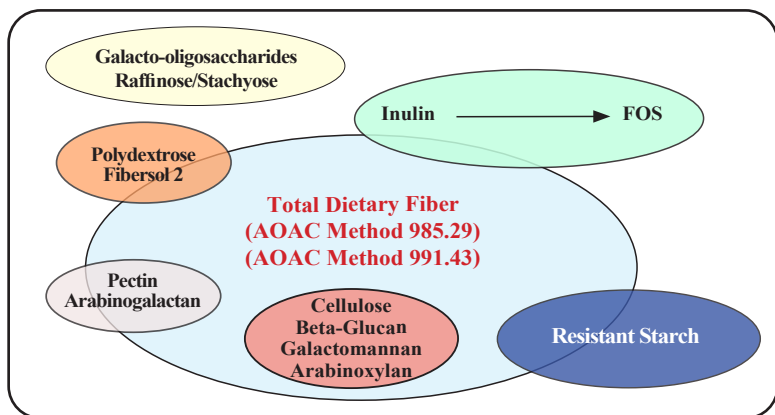 Galacto-oligosaccharides
Raffinose/Stachyose
Inulin FOS
Polydextrose
Fibersol 2
Total Dietary Fiber
(AOAC Method 985.29)
(AOAC Method 991.43)
Pectin
Arabinogalactan
Cellulose
Beta-Glucan
Galactomannan
Arabinoxylan
Resistant Starch